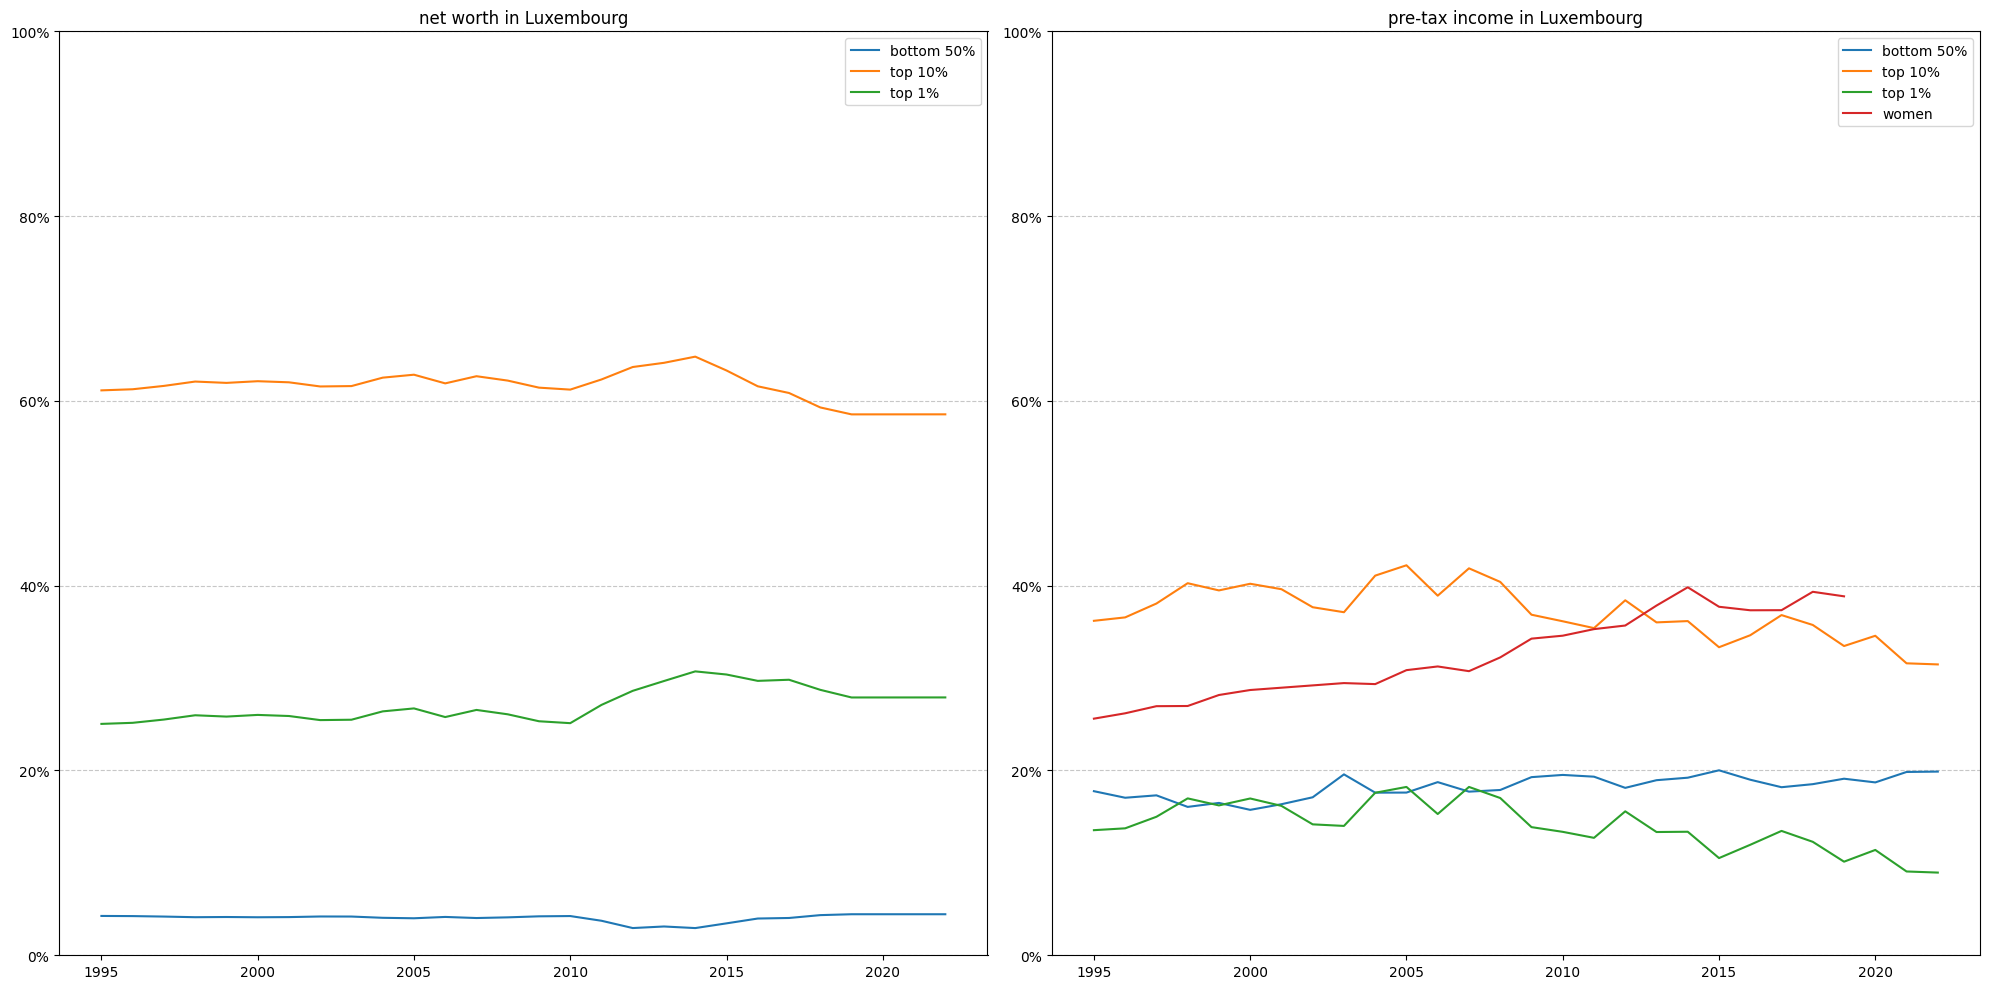 net worth in Luxembourg
100%
80%
60%
40%
20%
0%
1995 2000 2005 2010 2015 2020
bottom 50%
top 10%
top 1%
pre-tax income in Luxembourg
100%
80%
60%
40%
20%
0%
1995 2000 2005 2010 2015 2020
bottom 50%
top 10%
top 1%
women